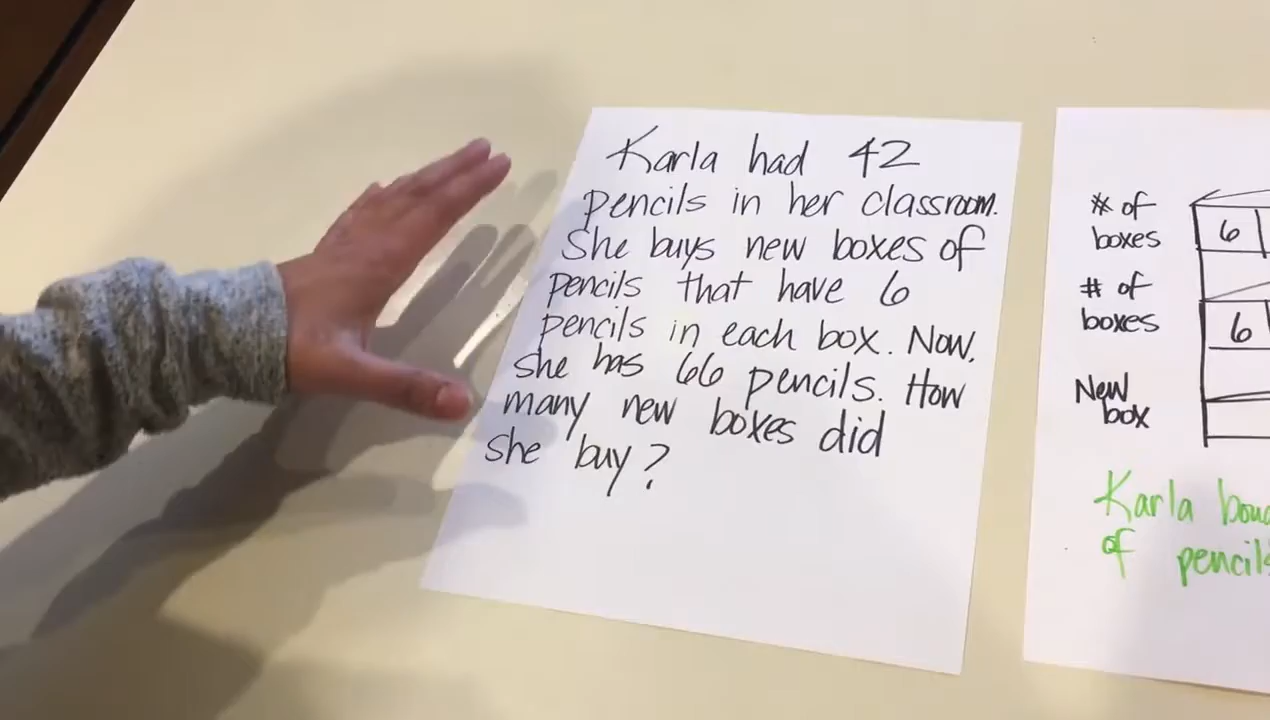 Karla had 42
pencils in her classroom.
She buys new boxes of
pencils that have 6
pencils in each box. Now,
she has 66 pencils. How
many new boxes did
she buy?
# of
boxes
6
# of
boxes
6
New
box
Karla
of pencils